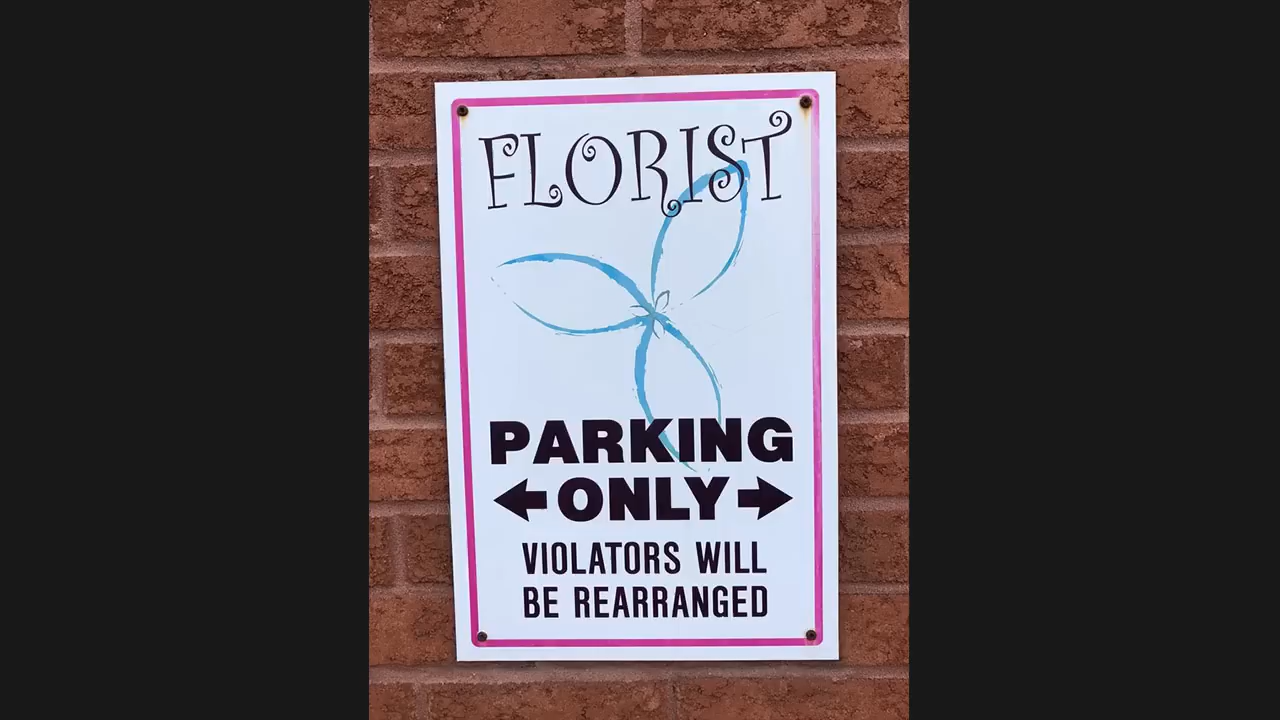 FLORIST
PARKING
ONLY
VIOLATORS WILL
BE REARRANGED